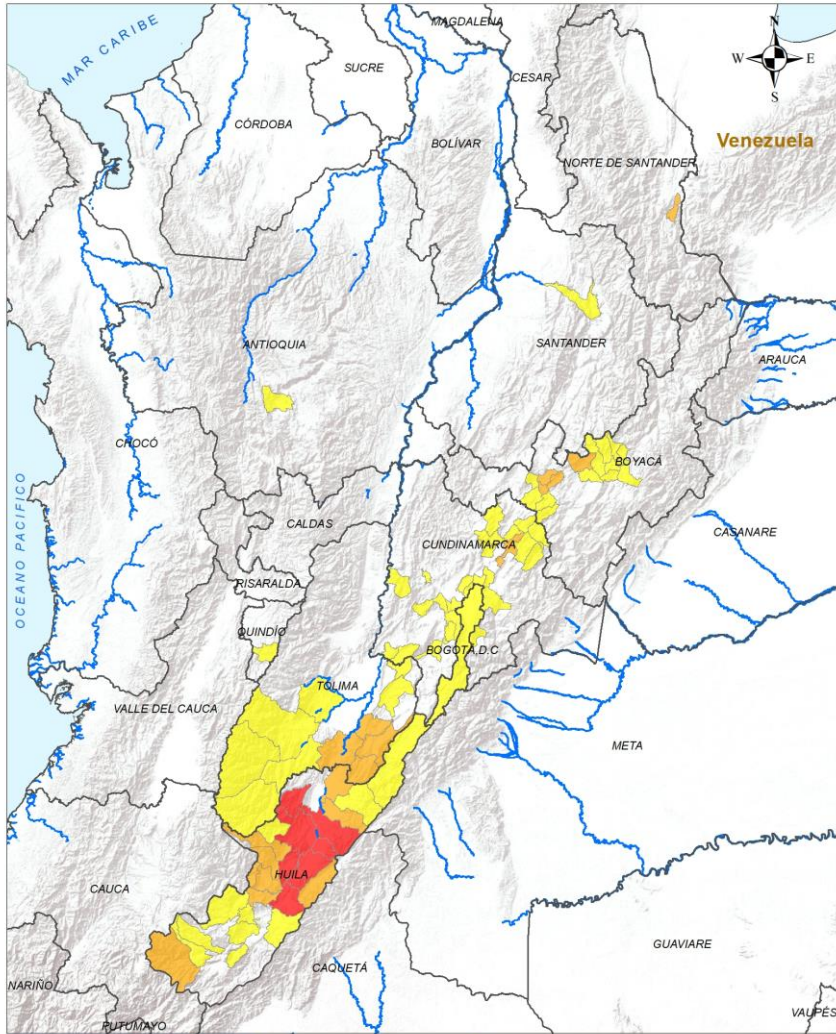 MAGDALENA
MAR CARIBE
SUCRE
CESAR
N
W E
S
CÓRDOBA
BOLÍVAR
Venezuela
NORTE DE SANTANDER
ANTIOQUIA
SANTANDER
ARAUCA
CHOCÓ
BOYACÁ
OCEANO PACIFICO
CALDAS
CUNDINAMARCA
CASANARE
RISARALDA
QUINDÍO
BOGOTÁ, D.C
TOLIMA
VALLE DEL CAUCA
META
HUILA
CAUCA
GUAVIARE
CAQUETÁ
NARIÑO
PUTUMAYO
VAUPÉS